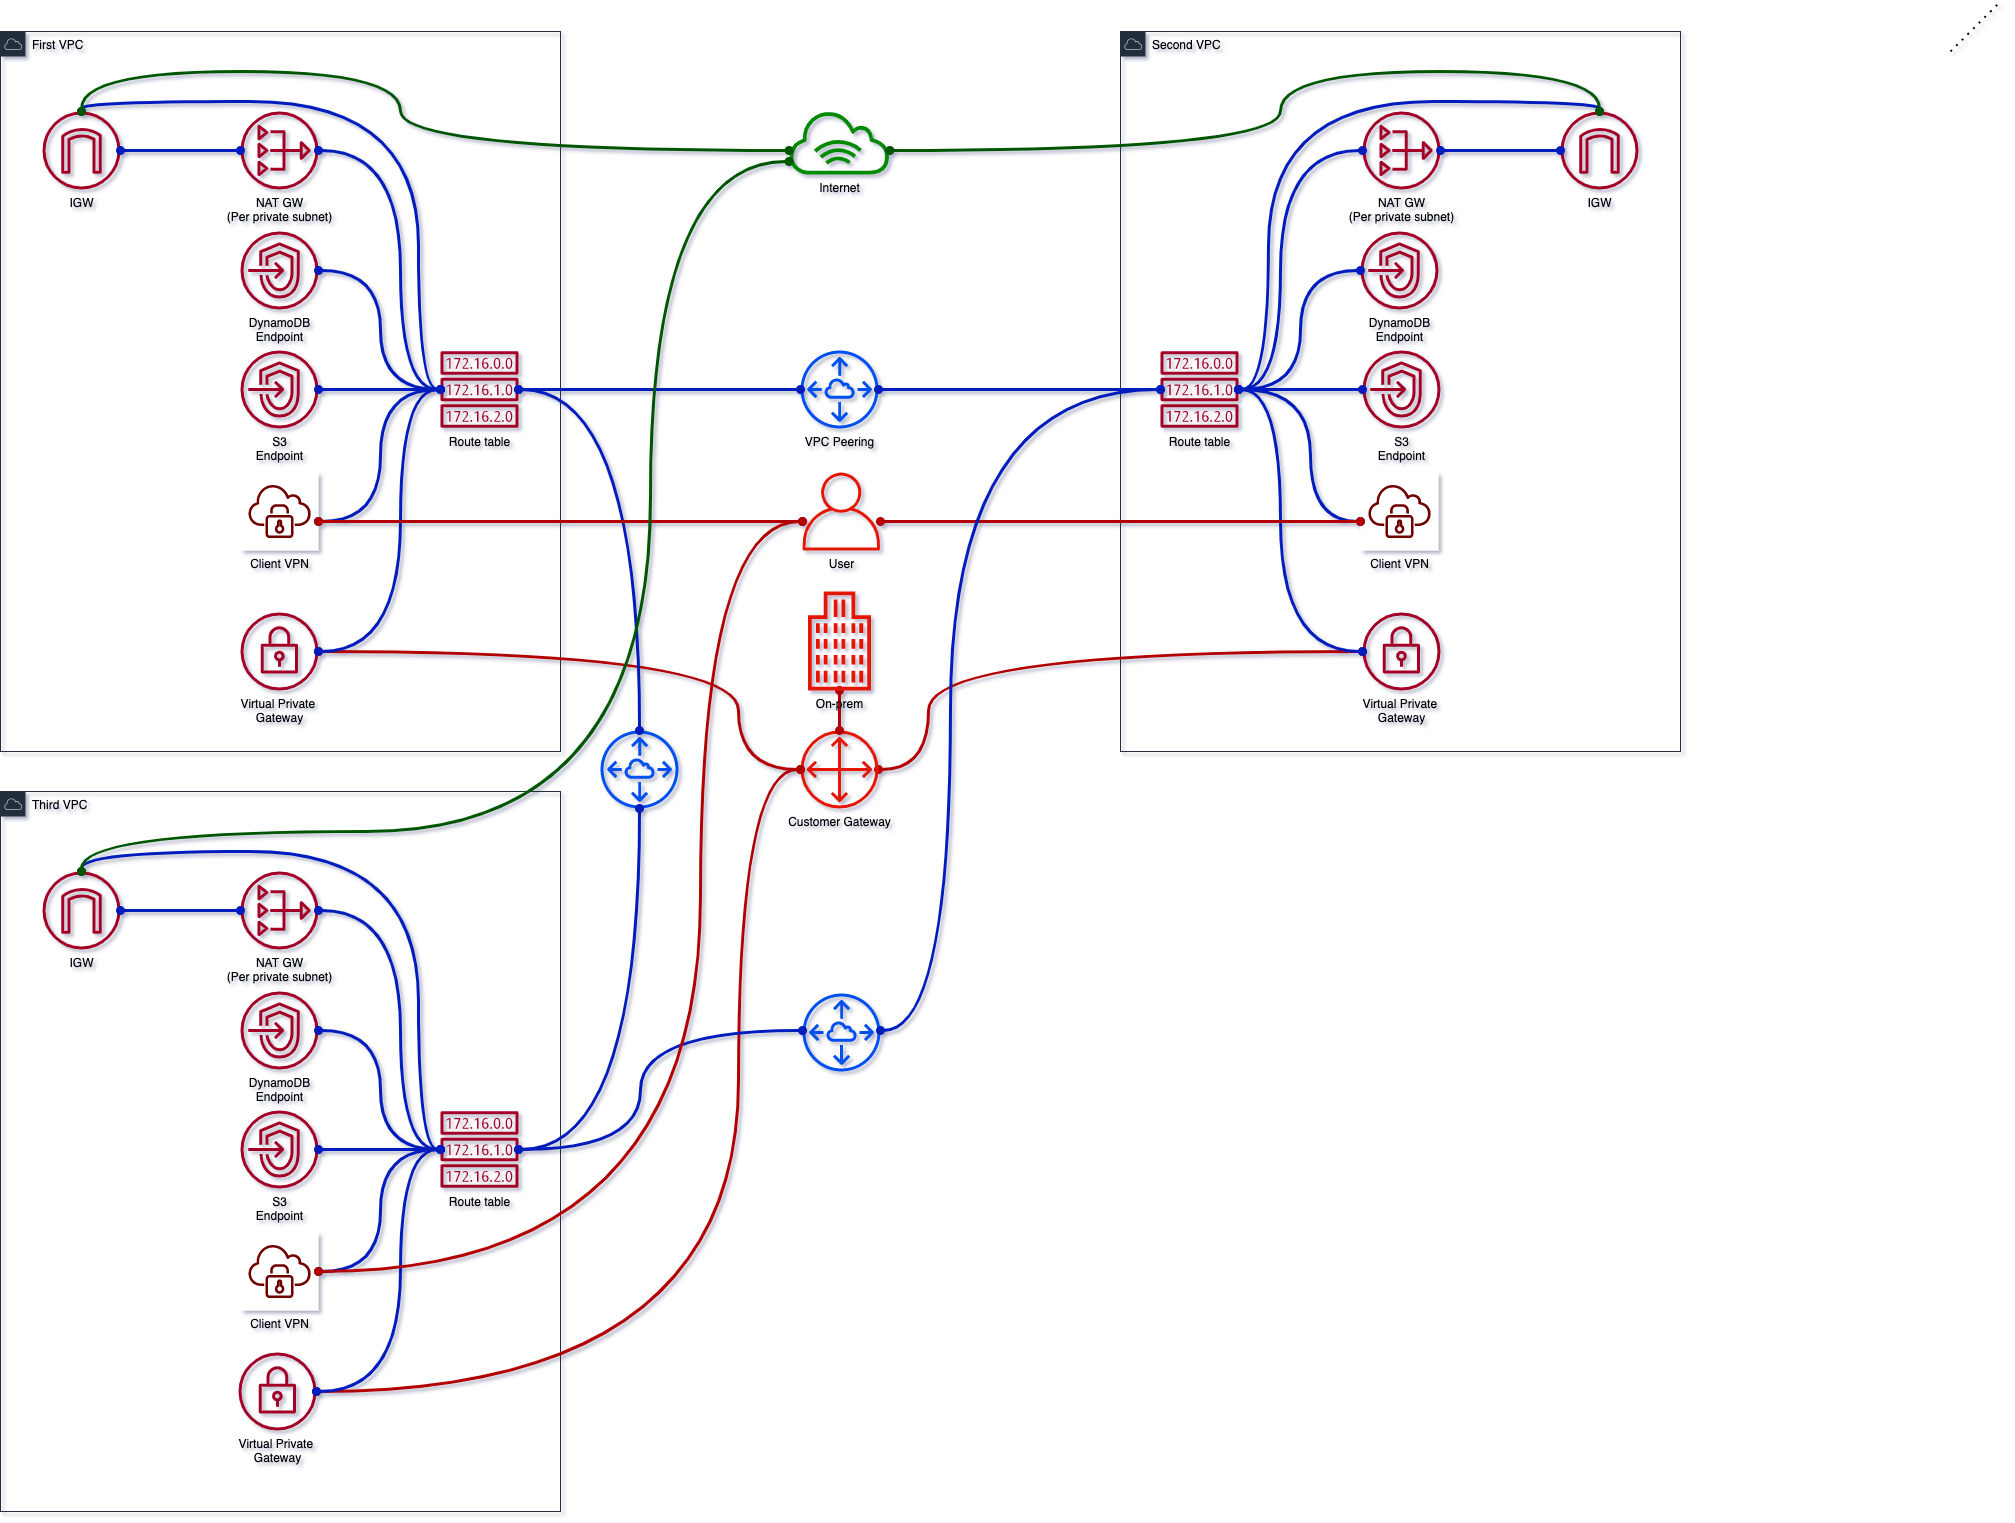 First VPC
IGW
NAT GW
(Per private subnet)
DynamoDB
Endpoint
S3
Endpoint
172.16.0.0
172.16.1.0
172.16.2.0
Route table
Client VPN
Virtual Private
Gateway
Internet
VPC Peering
User
On-prem
Customer Gateway
Second VPC
NAT GW
(Per private subnet)
IGW
DynamoDB
Endpoint
172.16.0.0
172.16.1.0
172.16.2.0
Route table
S3
Endpoint
Client VPN
Virtual Private
Gateway
Third VPC
IGW
NAT GW
(Per private subnet)
DynamoDB
Endpoint
S3
Endpoint
172.16.0.0
172.16.1.0
172.16.2.0
Route table
Client VPN
Virtual Private
Gateway